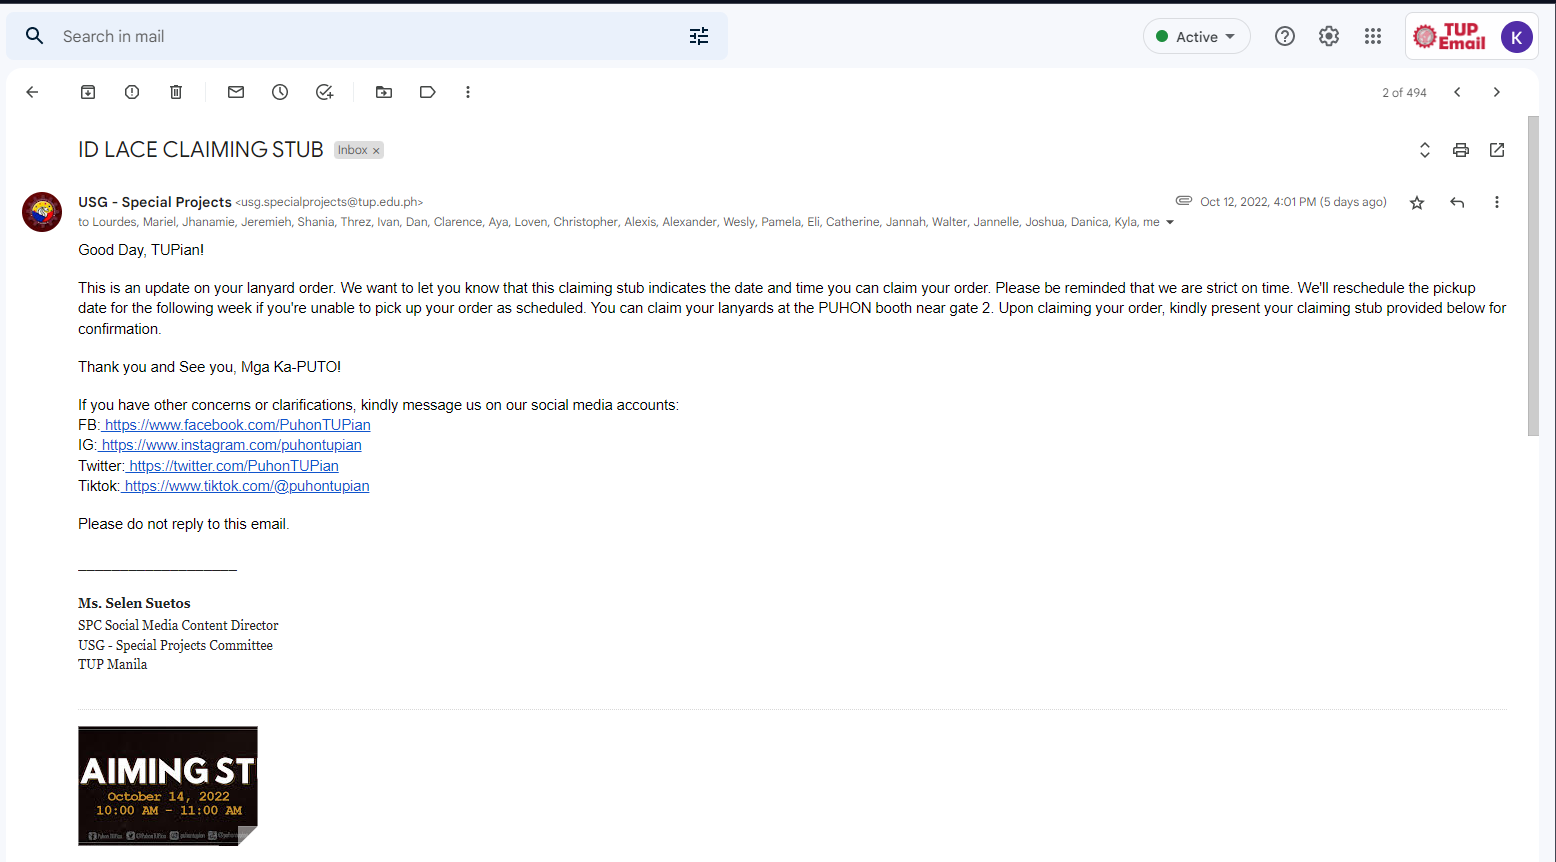 Search in mail
Active
TUP
Email
K
2 of 494
ID LACE CLAIMING STUB Inbox ×
USG - Special Projects <usg.specialprojects@tup.edu.ph>
Oct 12, 2022, 4:01 PM (5 days ago)
to Lourdes, Mariel, Jhanamie, Jeremieh, Shania, Threz, Ivan, Dan, Clarence, Aya, Loven, Christopher, Alexis, Alexander, Wesly, Pamela, Eli, Catherine, Jannah, Walter, Jannelle, Joshua, Danica, Kyla, me
Good Day, TUPian!
This is an update on your lanyard order. We want to let you know that this claiming stub indicates the date and time you can claim your order. Please be reminded that we are strict on time. We'll reschedule the pickup
date for the following week if you're unable to pick up your order as scheduled. You can claim your lanyards at the PUHON booth near gate 2. Upon claiming your order, kindly present your claiming stub provided below for
confirmation.
Thank you and See you, Mga Ka-PUTO!
If you have other concerns or clarifications, kindly message us on our social media accounts:
FB: https://www.facebook.com/PuhonTUPian
IG: https://www.instagram.com/puhontupian
Twitter: https://twitter.com/PuhonTUPian
Tiktok: https://www.tiktok.com/@puhontupian
Please do not reply to this email.
____________________
Ms. Selen Suetos
SPC Social Media Content Director
USG - Special Projects Committee
TUP Manila
AIMING ST
October 14, 2022
10:00 AM - 11:00 AM